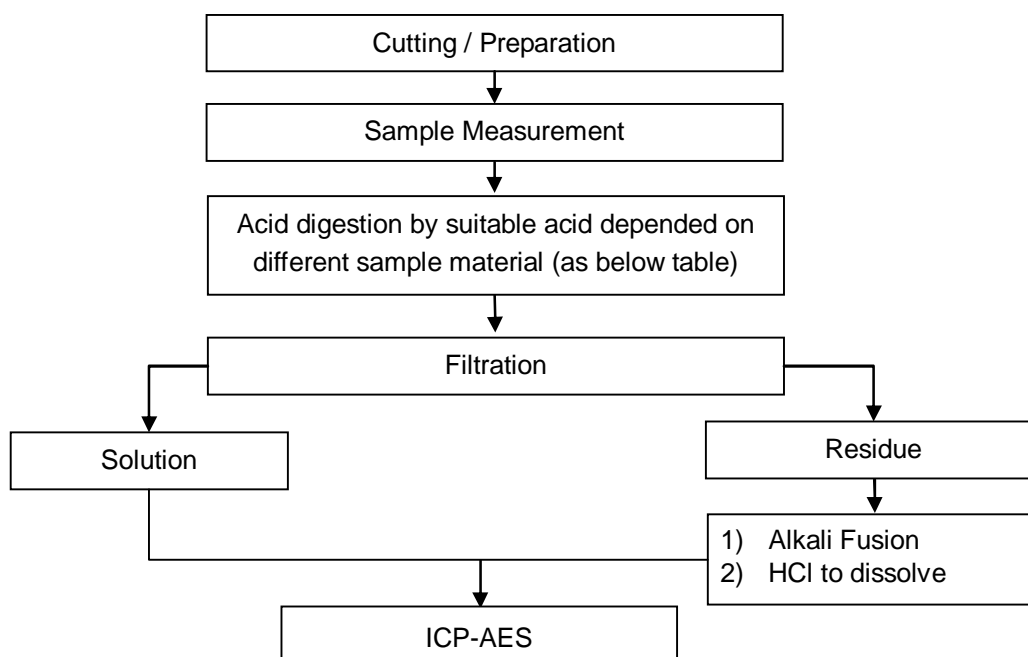 Cutting / Preparation
Sample Measurement
Acid digestion by suitable acid depended on
different sample material (as below table)
Filtration
Solution
Residue
1) Alkali Fusion
2) HCl to dissolve
ICP-AES